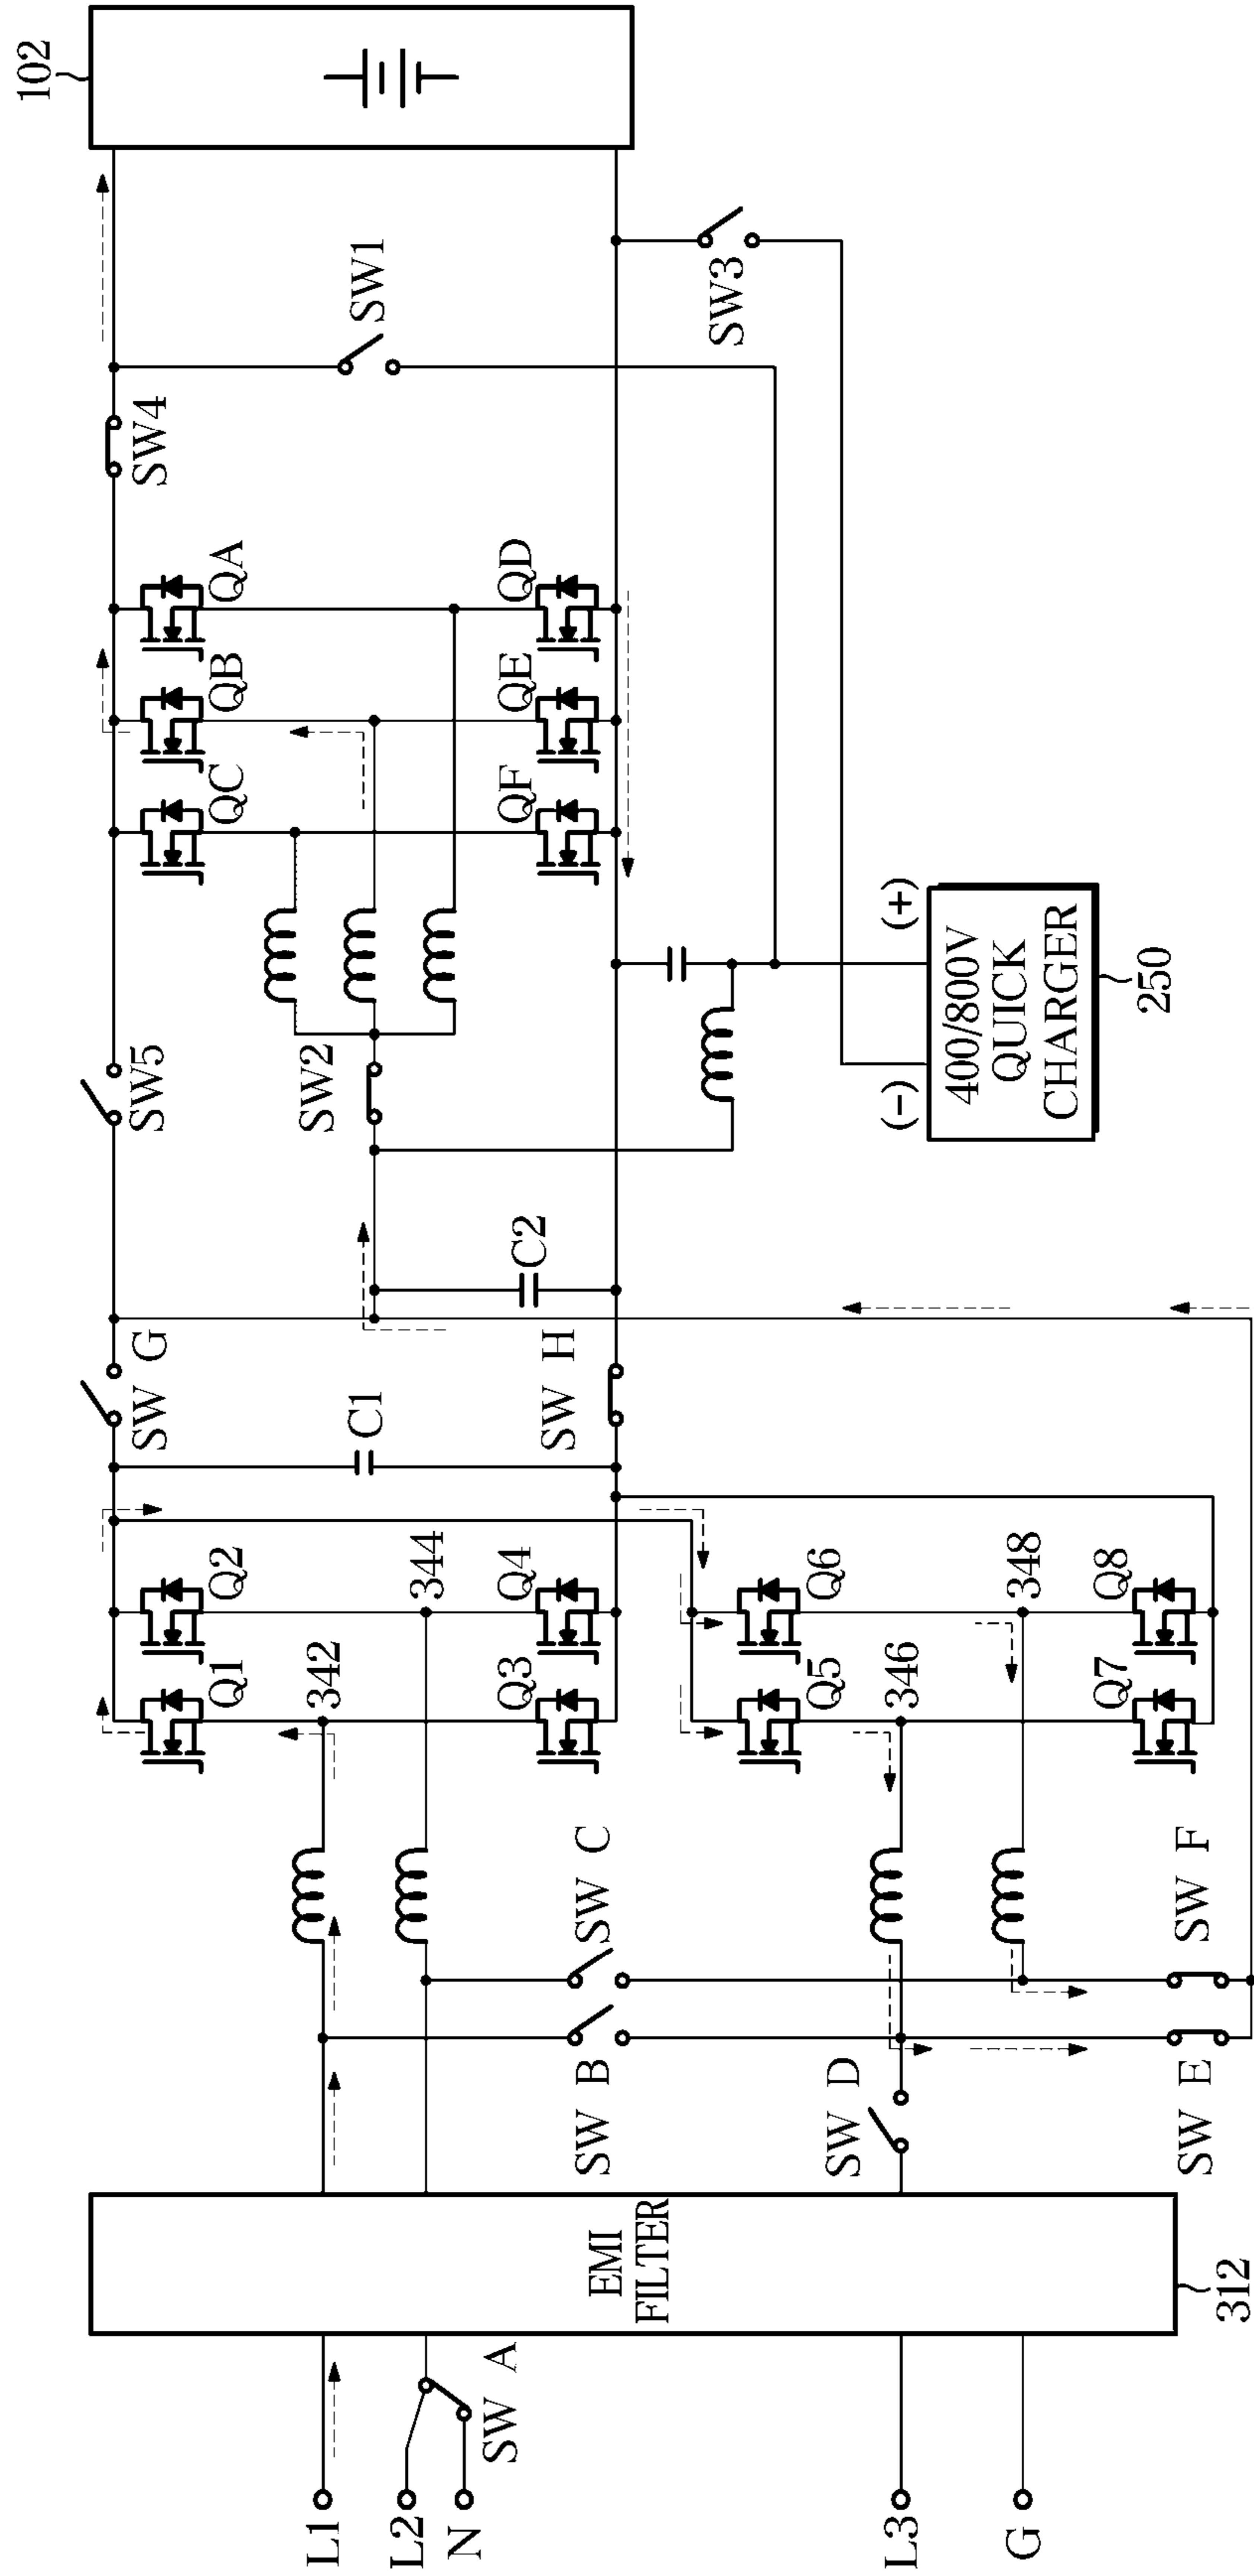 L1
L2
N
SW A
L3
G
EMI
FILTER
312
SW B
SW C
SW D
SW E
SW F
Q1
Q2
342
344
Q3
Q4
Q5
Q6
346
348
Q7
Q8
SW G
C1
SW H
C2
SW5
SW2
QC
QB
QA
QF
QE
QD
SW4
SW1
SW3
(-)
(+)
400/800V
QUICK
CHARGER
250
102